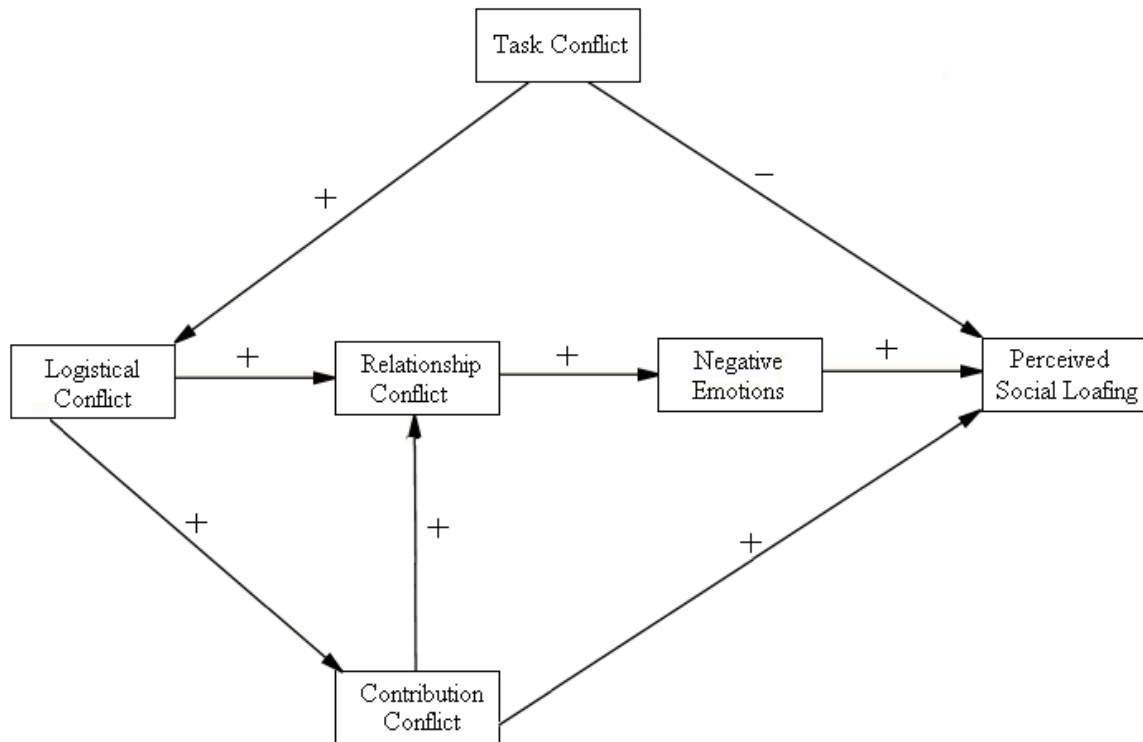 Task Conflict
+
−
Logistical
Conflict
+
Relationship
Conflict
+
Negative
Emotions
+
Perceived
Social Loafing
+
+
+
Contribution
Conflict